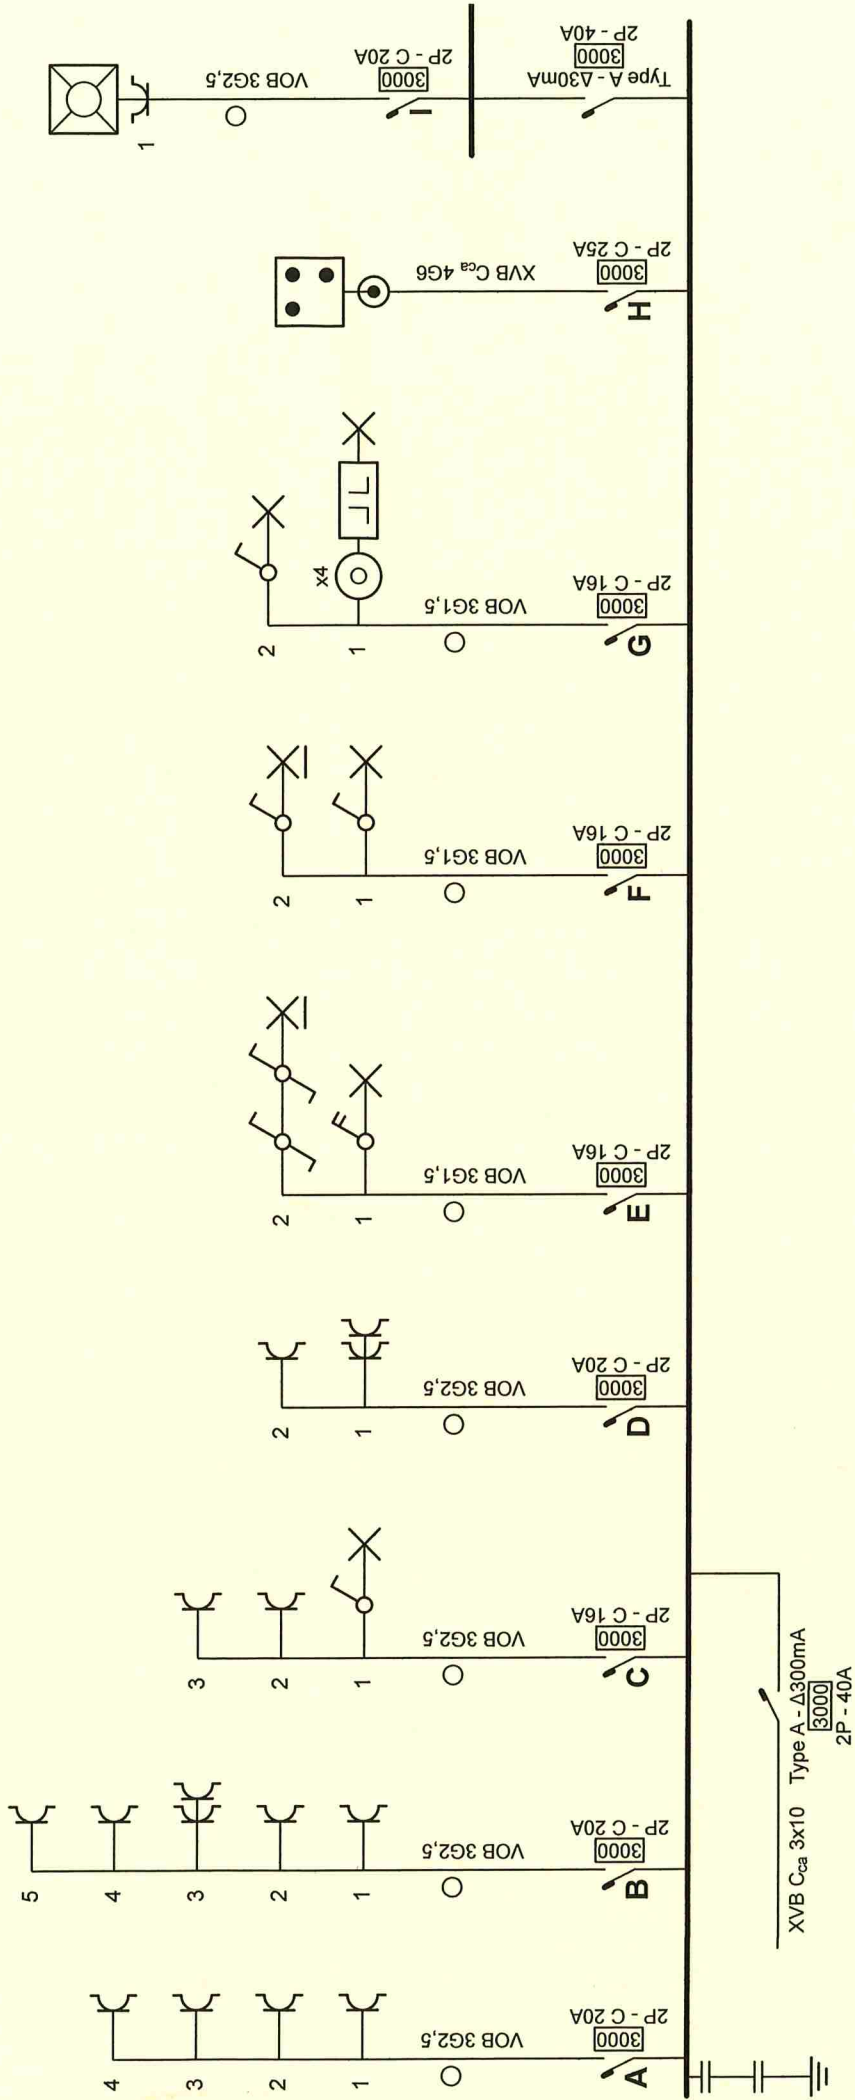 1
VOB 3G2,5
2P - C 20A
3000
I
Type A - Δ30mA
3000
2P - 40A
XVB Cca 4G6
2P - C 25A
3000
H
2
1
x4
VOB 3G1,5
2P - C 16A
3000
G
2
1
VOB 3G1,5
2P - C 16A
3000
F
2
1
VOB 3G1,5
2P - C 16A
3000
E
2
1
VOB 3G2,5
2P - C 20A
3000
D
3
2
1
VOB 3G2,5
2P - C 16A
3000
C
5
4
3
2
1
VOB 3G2,5
2P - C 20A
3000
B
4
3
2
1
VOB 3G2,5
2P - C 20A
3000
A
XVB Cca 3x10
Type A - Δ300mA
3000
2P - 40A